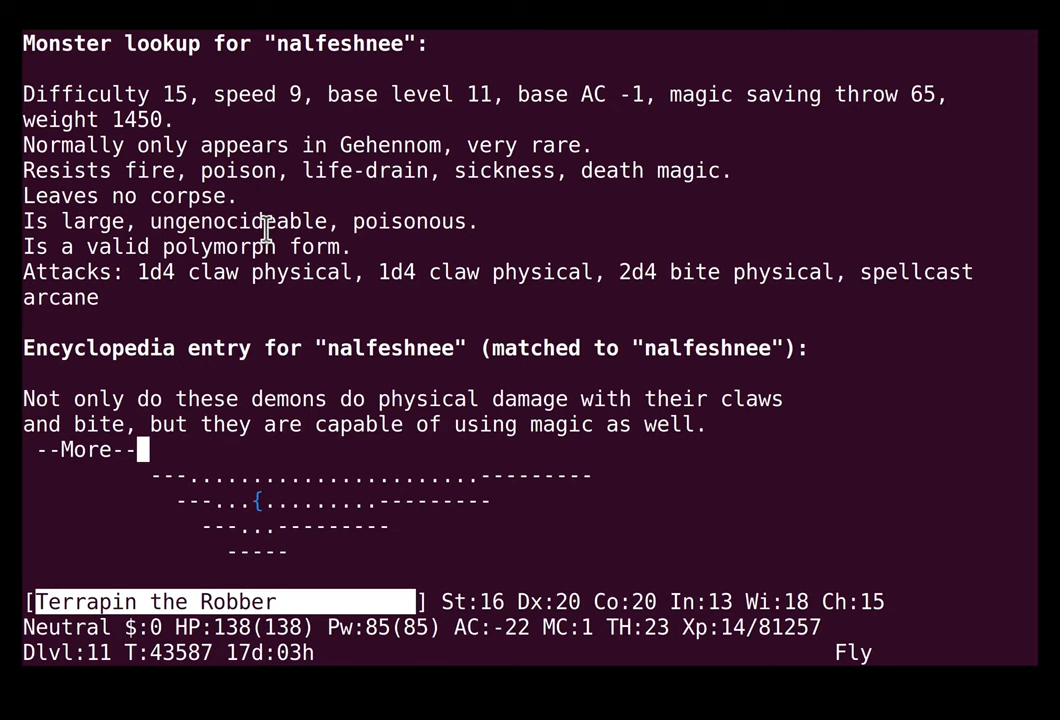 Monster lookup for "nalfeshnee":
Difficulty 15, speed 9, base level 11, base AC -1, magic saving throw 65,
weight 1450.
Normally only appears in Gehennom, very rare.
Resists fire, poison, life-drain, sickness, death magic.
Leaves no corpse.
Is large, ungenocideable, poisonous.
Is a valid polymorph form.
Attacks: 1d4 claw physical, 1d4 claw physical, 2d4 bite physical, spellcast
arcane
Encyclopedia entry for "nalfeshnee" (matched to "nalfeshnee"):
Not only do these demons do physical damage with their claws
and bite, but they are capable of using magic as well.
--More--
---.......................---------
---...{.........---------
---...---------
-----
[Terrapin the Robber ] St:16 Dx:20 Co:20 In:13 Wi:18 Ch:15
Neutral $:0 HP:138(138) Pw:85(85) AC:-22 MC:1 TH:23 Xp:14/81257
Dlvl:11 T:43587 17d:03h Fly